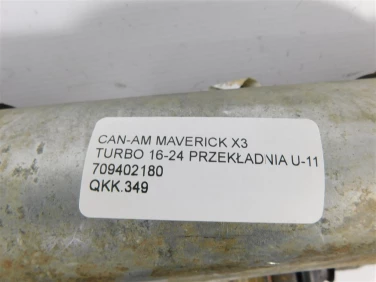 CAN-AM MAVERICK X3
TURBO 16-24 PRZEKŁADNIA U-11
709402180
QKK.349